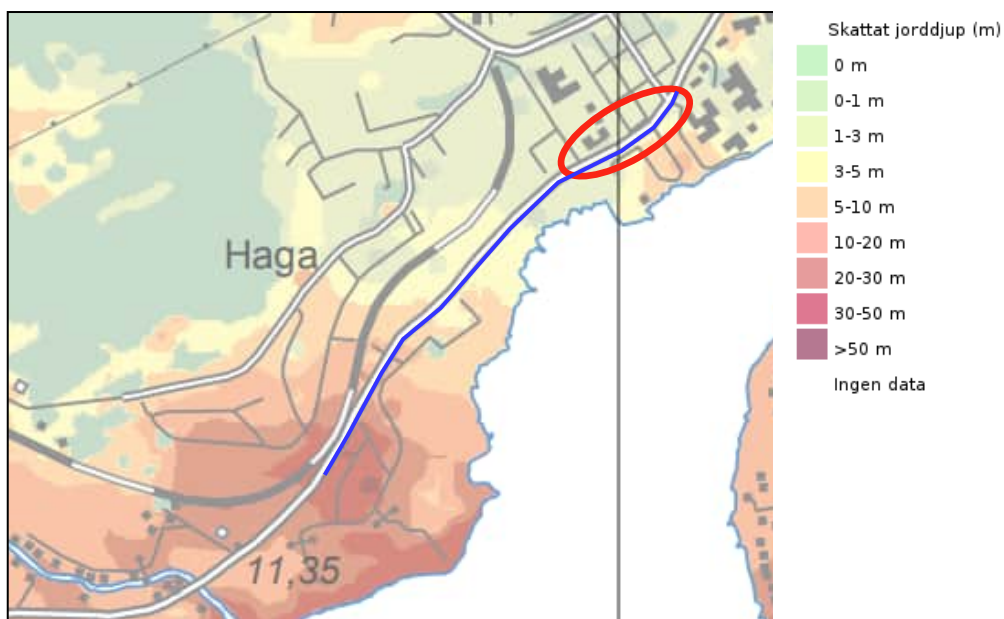 Skattat jorddjup (m)
0 m
0-1 m
1-3 m
3-5 m
5-10 m
10-20 m
20-30 m
30-50 m
>50 m
Ingen data
Haga
11,35